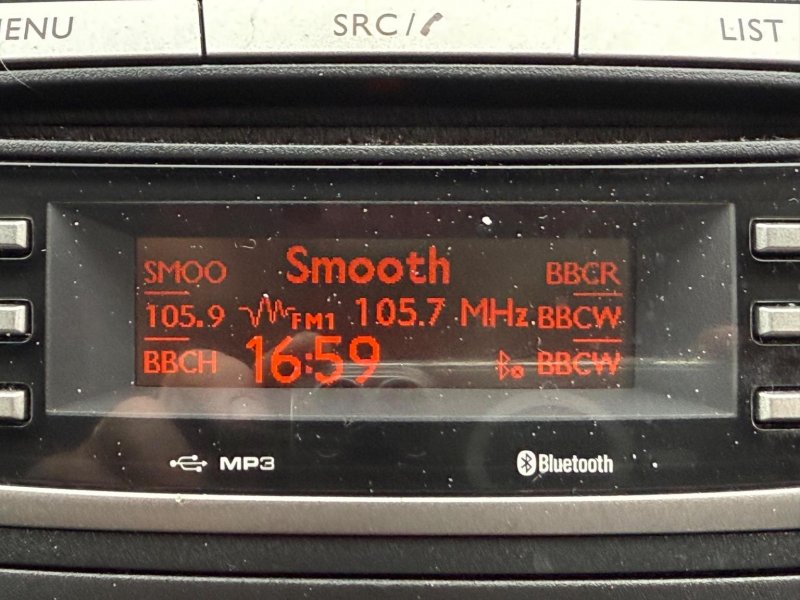 ENU
SRC/
LIST
SMOO Smooth BBCR
105.9 FM1 105.7 MHz BBCW
BBCH 16:59 BBCW
MP3 Bluetooth